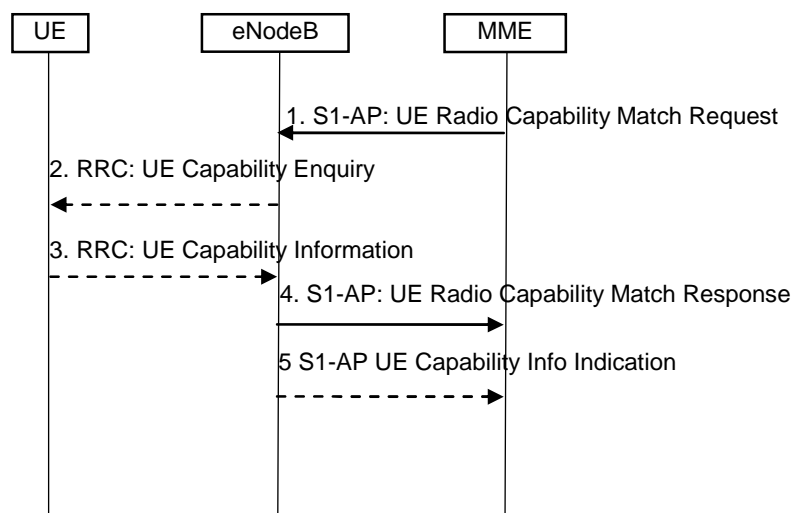 UE
eNodeB
MME
1. S1-AP: UE Radio Capability Match Request
2. RRC: UE Capability Enquiry
3. RRC: UE Capability Information
4. S1-AP: UE Radio Capability Match Response
5 S1-AP UE Capability Info Indication